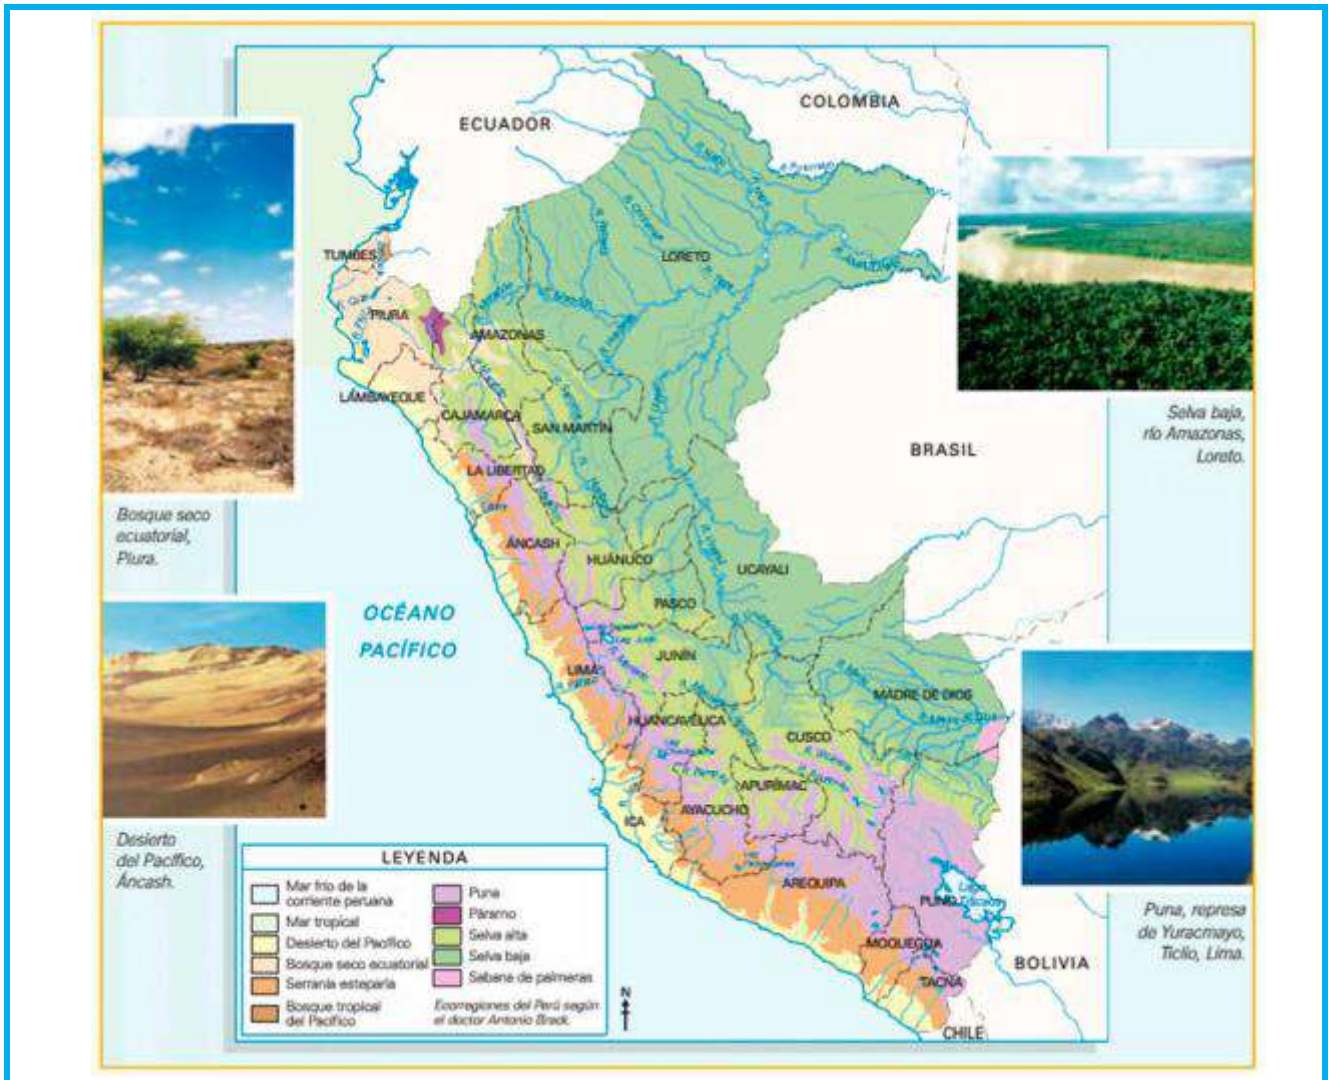 COLOMBIA
ECUADOR
R. Putumayo
TUMBES
LORETO
PIURA
AMAZONAS
R. Marañón
LAMBAYEQUE
CAJAMARCA
SAN MARTÍN
BRASIL
LA LIBERTAD
ÁNCASH
HUÁNUCO
UCAYALI
PASCO
OCÉANO
PACÍFICO
JUNÍN
LIMA
MADRE DE DIOS
HUANCAVELICA
CUSCO
APURÍMAC
AYACUCHO
ICA
AREQUIPA
PUNO
Lago
Titicaca
MOQUEGUA
BOLIVIA
TACNA
CHILE
N
Bosque seco
ecuatorial,
Piura.
Desierto
del Pacífico,
Áncash.
Selva baja,
río Amazonas,
Loreto.
Puna, represa
de Yuracmayo,
Ticlio, Lima.
LEYENDA
Mar frío de la
corriente peruana
Mar tropical
Desierto del Pacífico
Bosque seco ecuatorial
Serranía esteparia
Bosque tropical
del Pacífico
Puna
Páramo
Selva alta
Selva baja
Sabana de palmeras
Ecorregiones del Perú según
el doctor Antonio Brack.